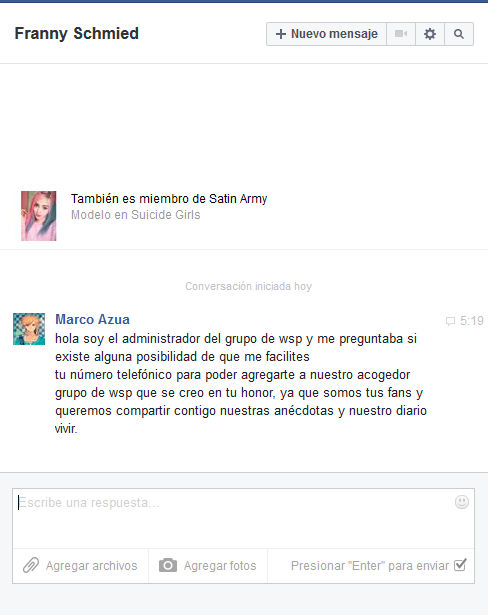 Franny Schmied
Nuevo mensaje
También es miembro de Satin Army
Modelo en Suicide Girls
Conversación iniciada hoy
Marco Azua
5:19
hola soy el administrador del grupo de wsp y me preguntaba si
existe alguna posibilidad de que me facilites
tu número telefónico para poder agregarte a nuestro acogedor
grupo de wsp que se creo en tu honor, ya que somos tus fans y
queremos compartir contigo nuestras anécdotas y nuestro diario
vivir.
Escribe una respuesta...
Agregar archivos
Agregar fotos
Presionar "Enter" para enviar